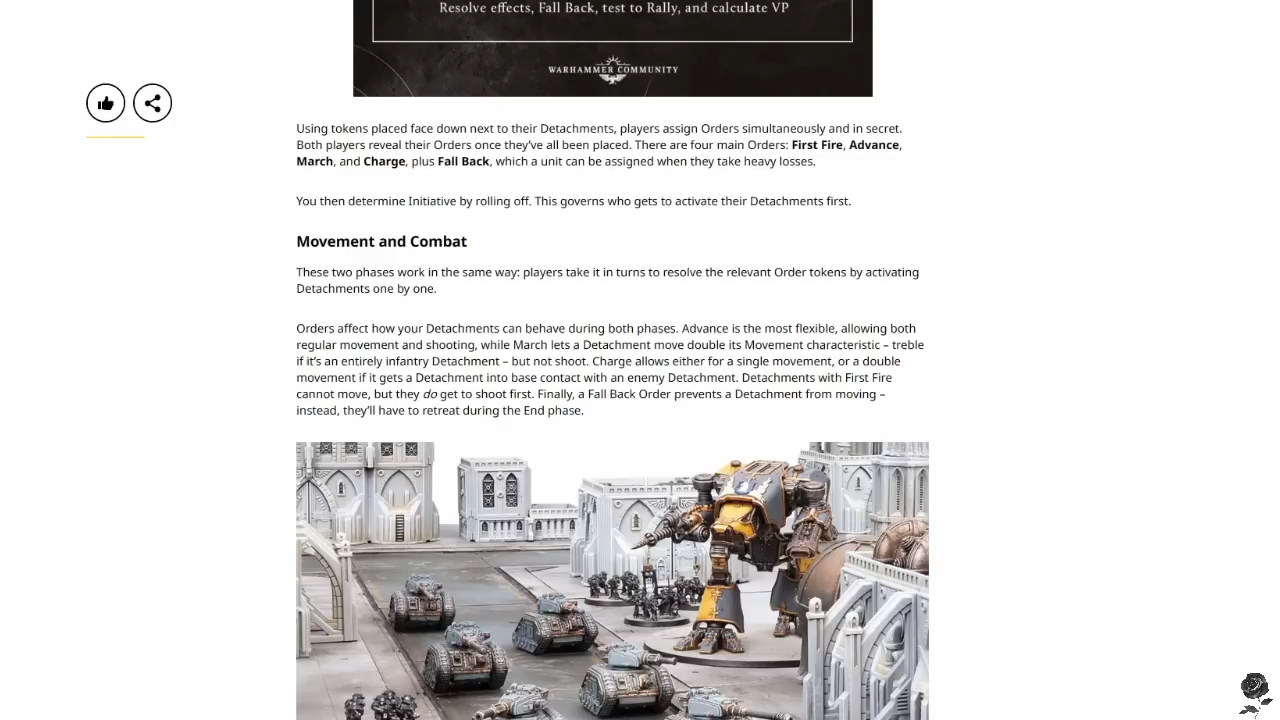 Resolve effects, Fall Back, test to Rally, and calculate VP
WARHAMMER COMMUNITY
Using tokens placed face down next to their Detachments, players assign Orders simultaneously and in secret.
Both players reveal their Orders once they’ve all been placed. There are four main Orders: First Fire, Advance,
March, and Charge, plus Fall Back, which a unit can be assigned when they take heavy losses.
You then determine Initiative by rolling off. This governs who gets to activate their Detachments first.
Movement and Combat
These two phases work in the same way: players take it in turns to resolve the relevant Order tokens by activating
Detachments one by one.
Orders affect how your Detachments can behave during both phases. Advance is the most flexible, allowing both
regular movement and shooting, while March lets a Detachment move double its Movement characteristic – treble
if it’s an entirely infantry Detachment – but not shoot. Charge allows either for a single movement, or a double
movement if it gets a Detachment into base contact with an enemy Detachment. Detachments with First Fire
cannot move, but they do get to shoot first. Finally, a Fall Back Order prevents a Detachment from moving –
instead, they’ll have to retreat during the End phase.